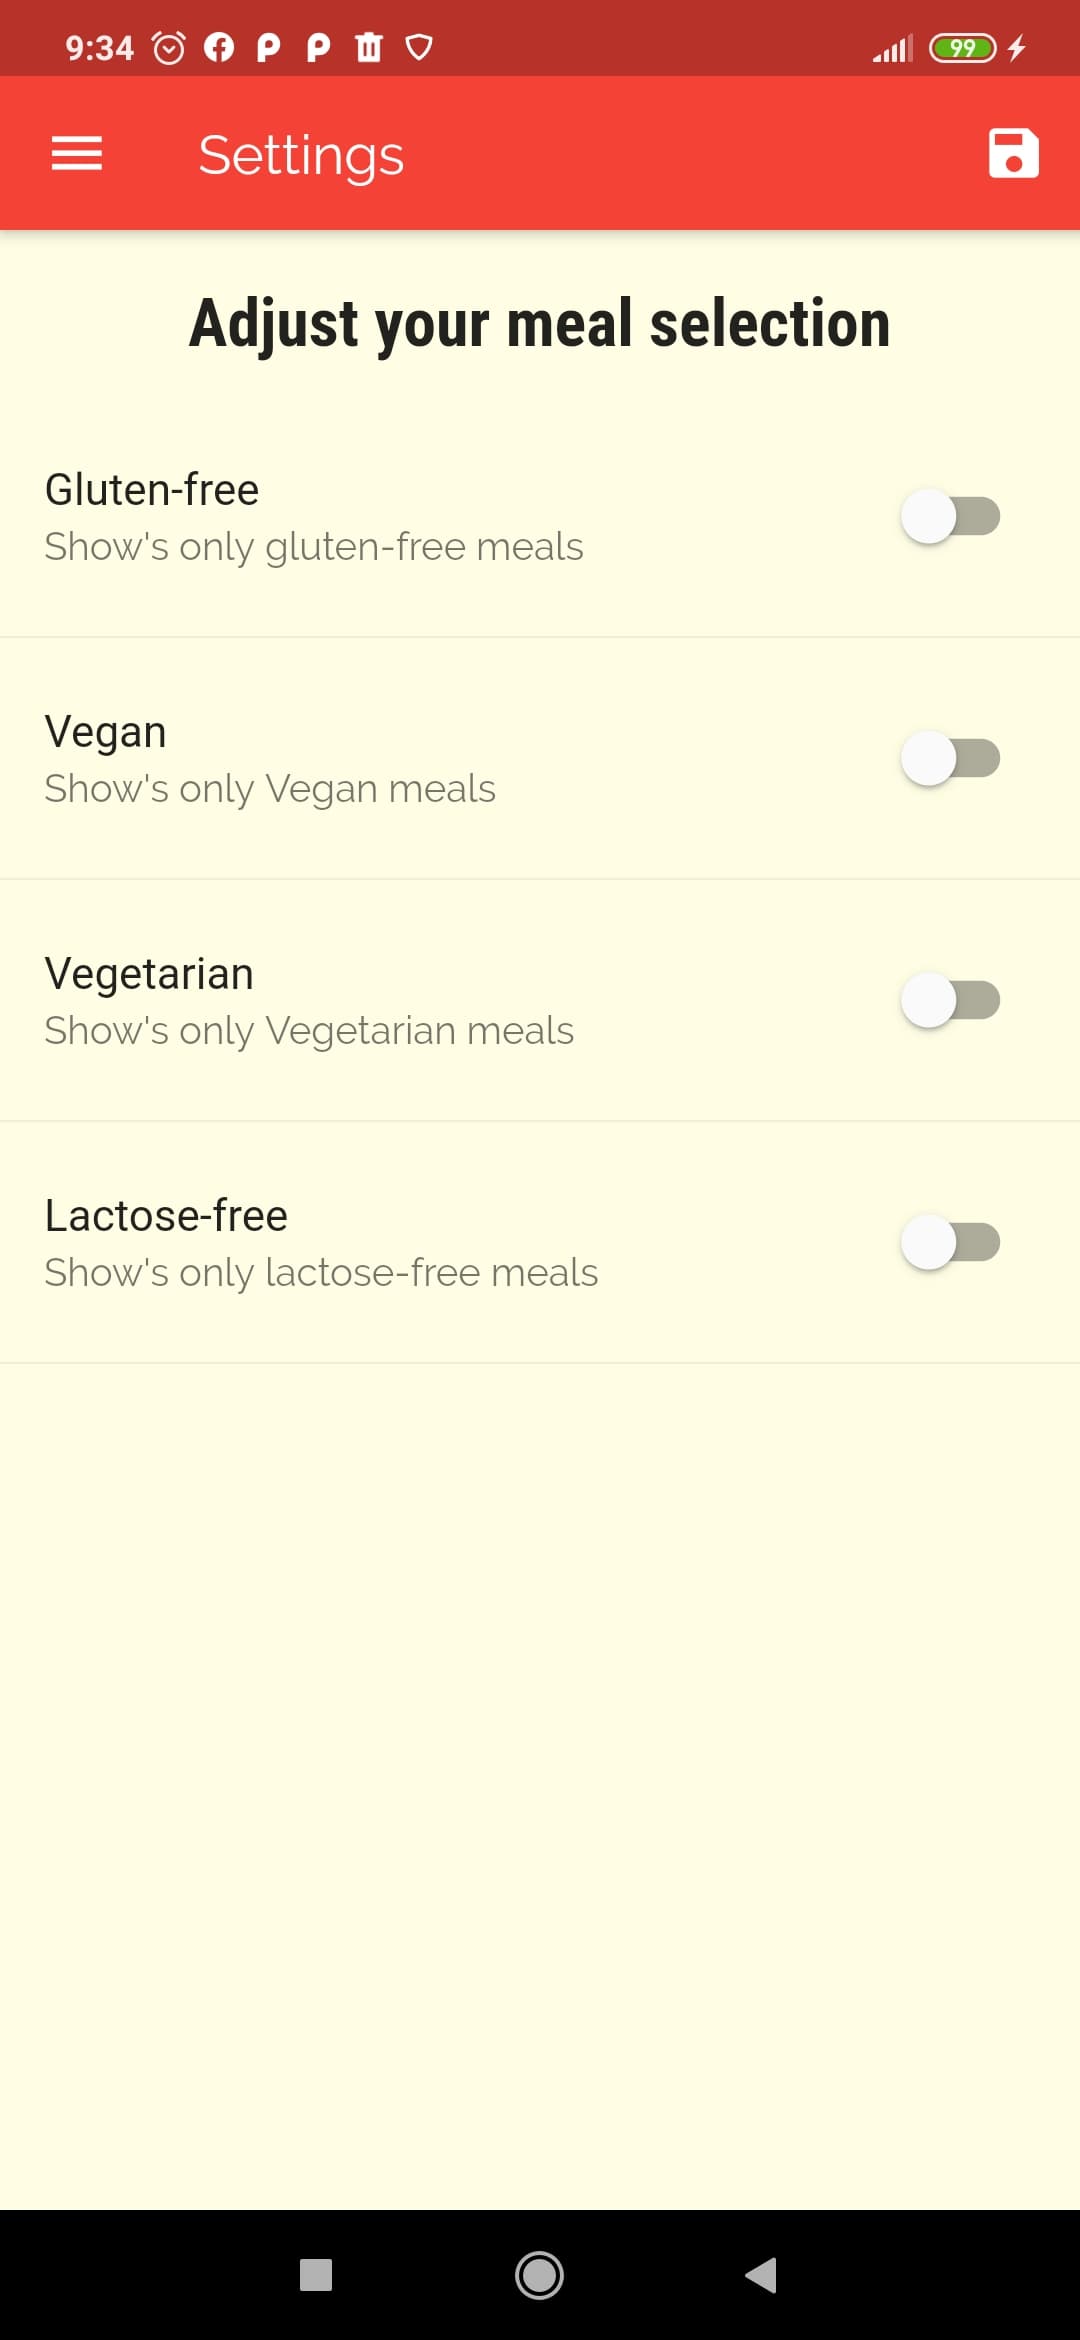 9:34
99
Settings
Adjust your meal selection
Gluten-free
Show's only gluten-free meals
Vegan
Show's only Vegan meals
Vegetarian
Show's only Vegetarian meals
Lactose-free
Show's only lactose-free meals